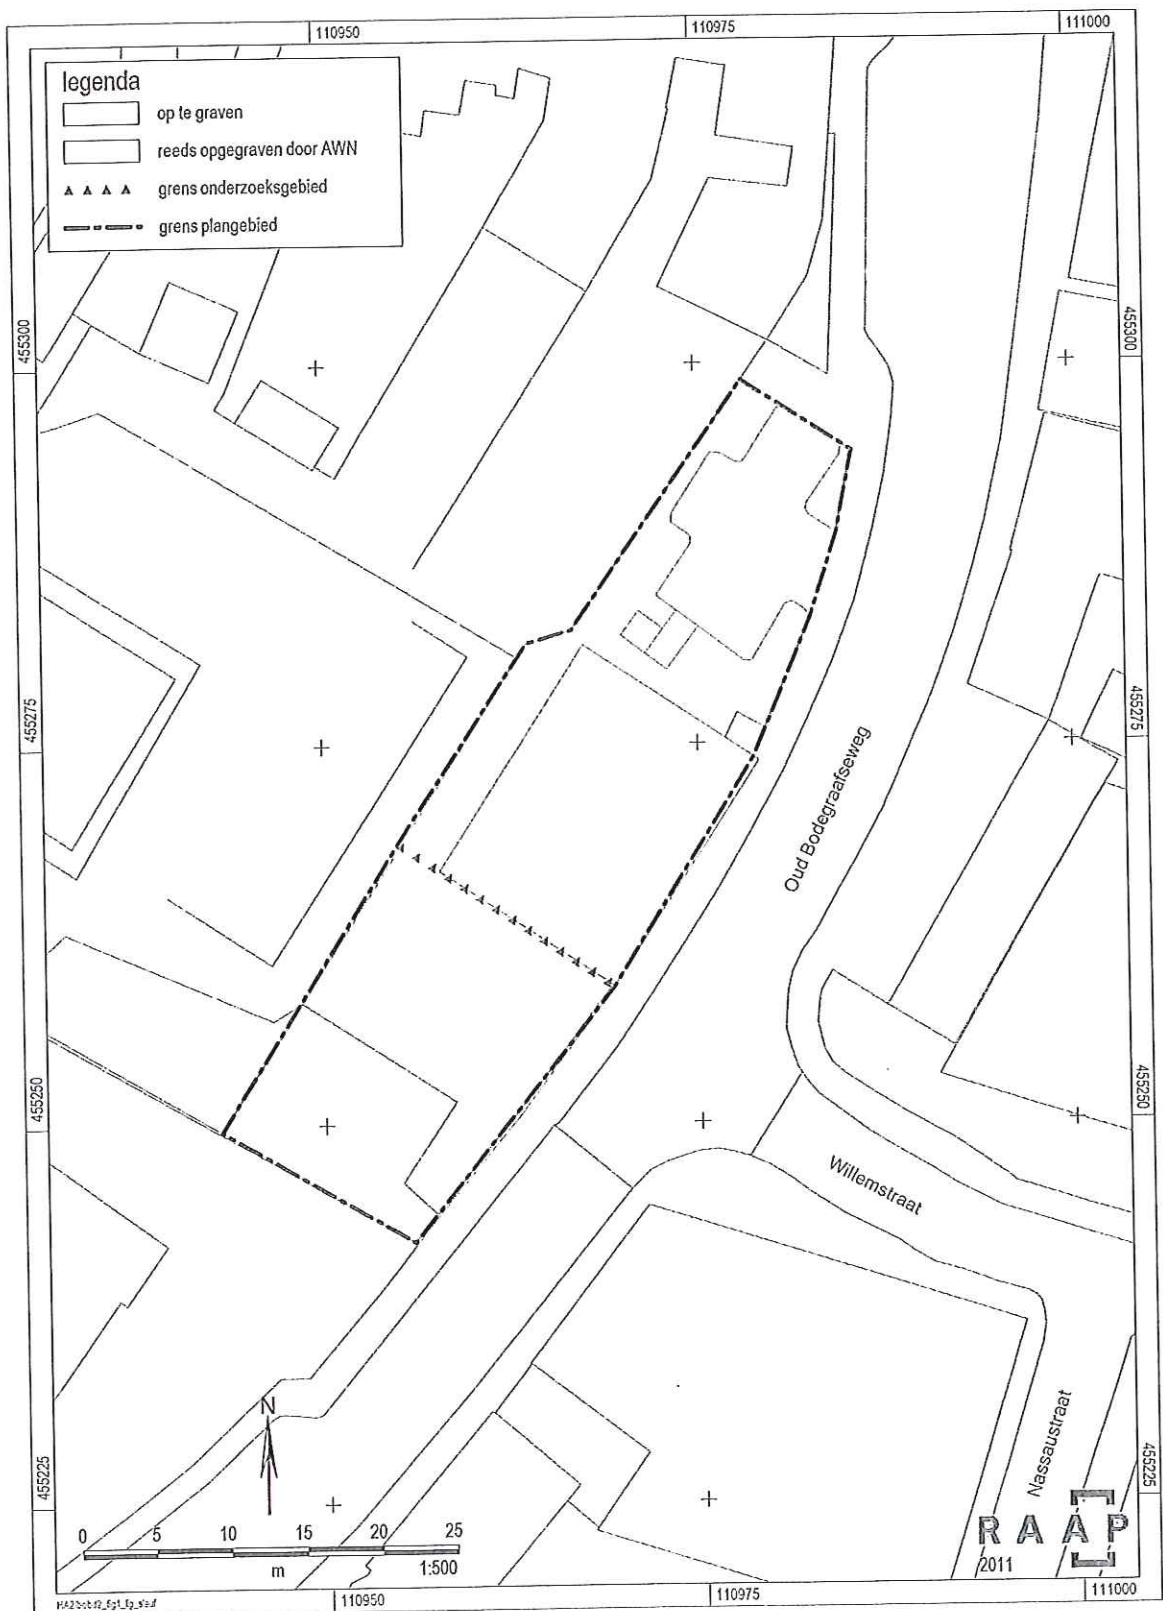 110950
110975
111000
legenda
op te graven
reeds opgegraven door AWN
grens onderzoeksgebied
grens plangebied
455300
455300
455275
455275
Oud Bodegraafseweg
455250
455250
Willemstraat
Nassaustraat
455225
455225
N
0 5 10 15 20 25
m 1:500
RAAP
2011
110950
110975
111000